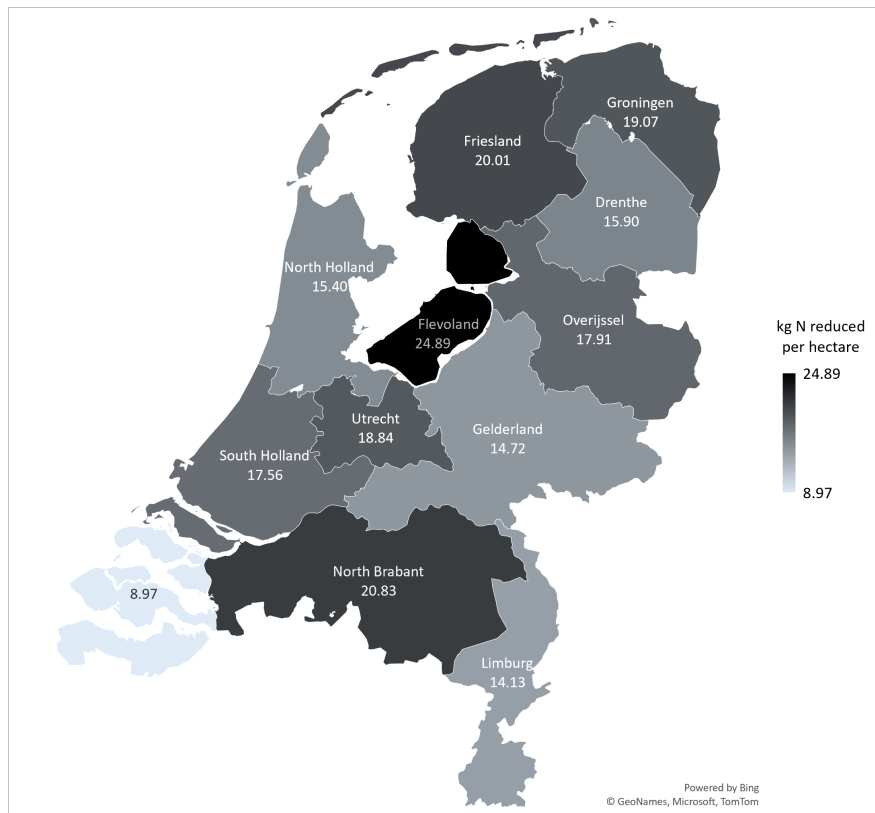 Groningen
19.07
Friesland
20.01
Drenthe
15.90
North Holland
15.40
Flevoland
24.89
Overijssel
17.91
kg N reduced
per hectare
24.89
8.97
Utrecht
18.84
Gelderland
14.72
South Holland
17.56
North Brabant
20.83
8.97
Limburg
14.13
Powered by Bing
© GeoNames, Microsoft, TomTom